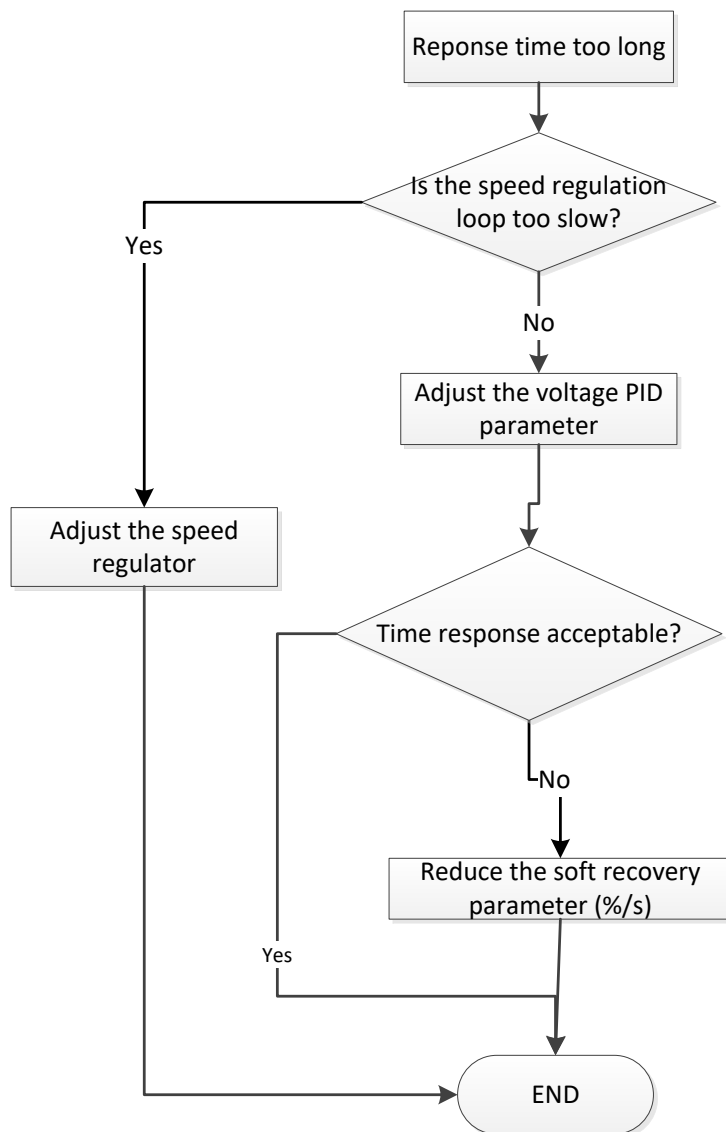 Reponse time too long
Is the speed regulation
loop too slow?
Yes
No
Adjust the voltage PID
parameter
Adjust the speed
regulator
Time response acceptable?
No
Reduce the soft recovery
parameter (%/s)
Yes
END